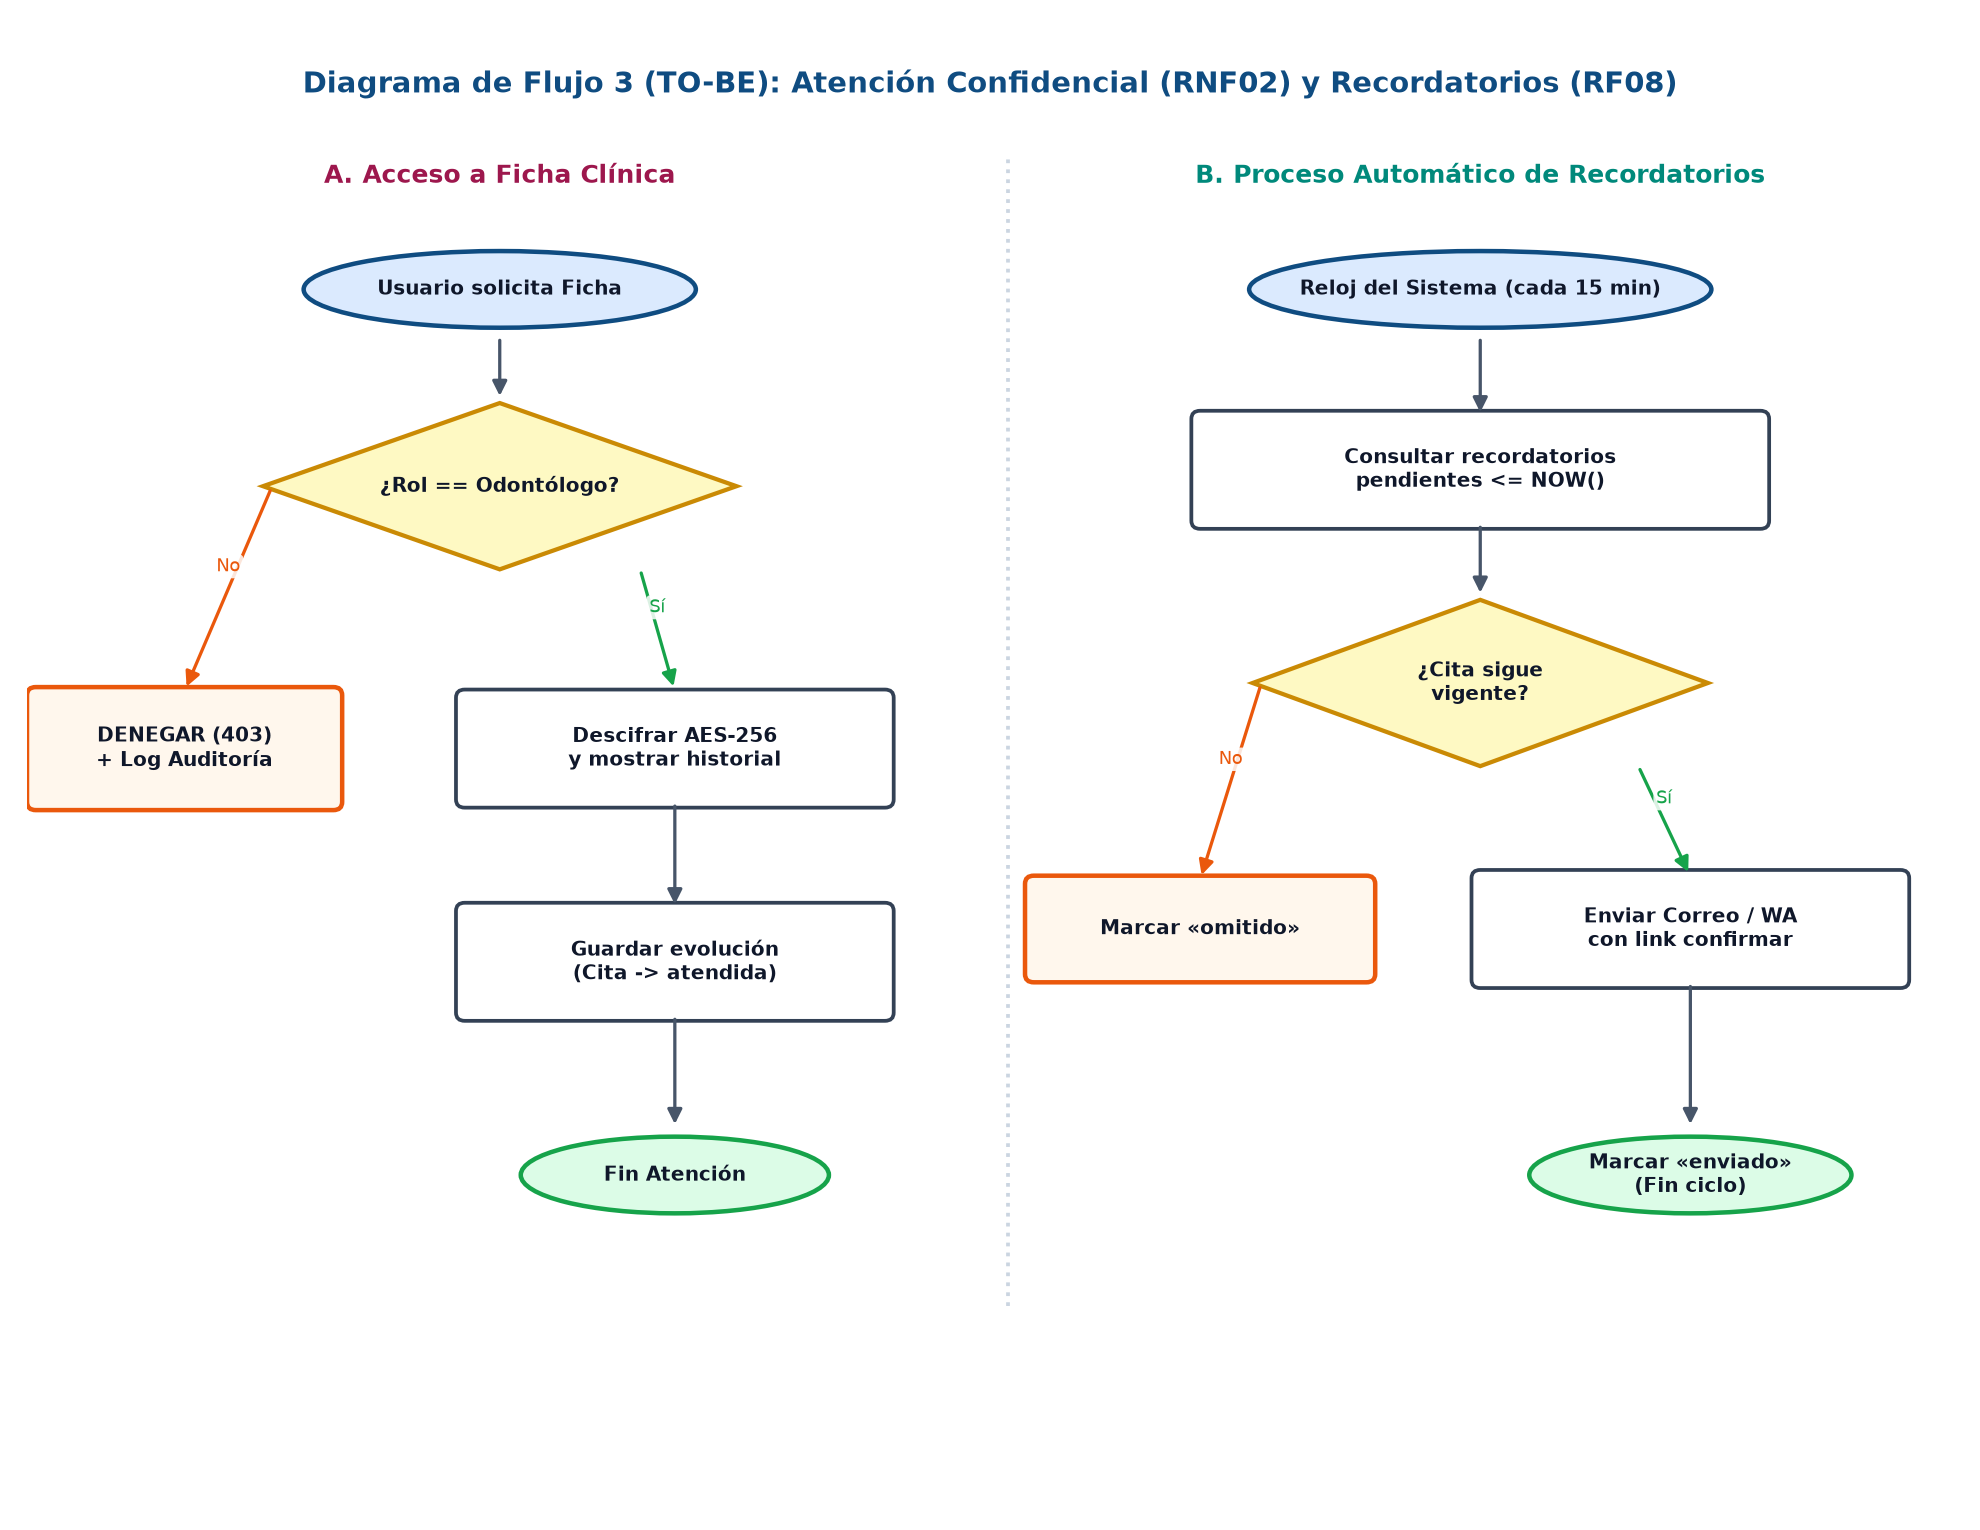 Diagrama de Flujo 3 (TO-BE): Atención Confidencial (RNF02) y Recordatorios (RF08)
A. Acceso a Ficha Clínica
Usuario solicita Ficha
¿Rol == Odontólogo?
No
Sí
DENEGAR (403)
+ Log Auditoría
Descifrar AES-256
y mostrar historial
Guardar evolución
(Cita -> atendida)
Fin Atención
B. Proceso Automático de Recordatorios
Reloj del Sistema (cada 15 min)
Consultar recordatorios
pendientes <= NOW()
¿Cita sigue
vigente?
No
Sí
Marcar «omitido»
Enviar Correo / WA
con link confirmar
Marcar «enviado»
(Fin ciclo)